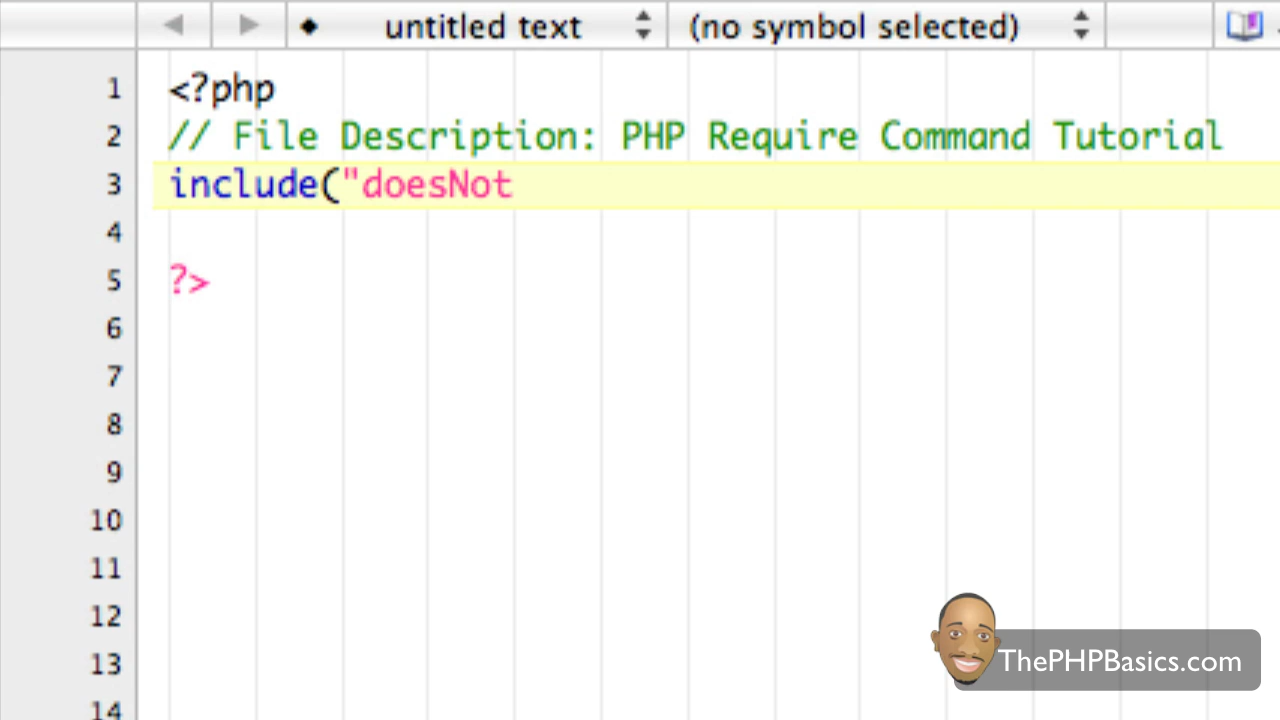 untitled text (no symbol selected)
1 <?php
2 // File Description: PHP Require Command Tutorial
3 include("doesNot
4
5 ?>
6
7
8
9
10
11
12
13
14
ThePHPBasics.com